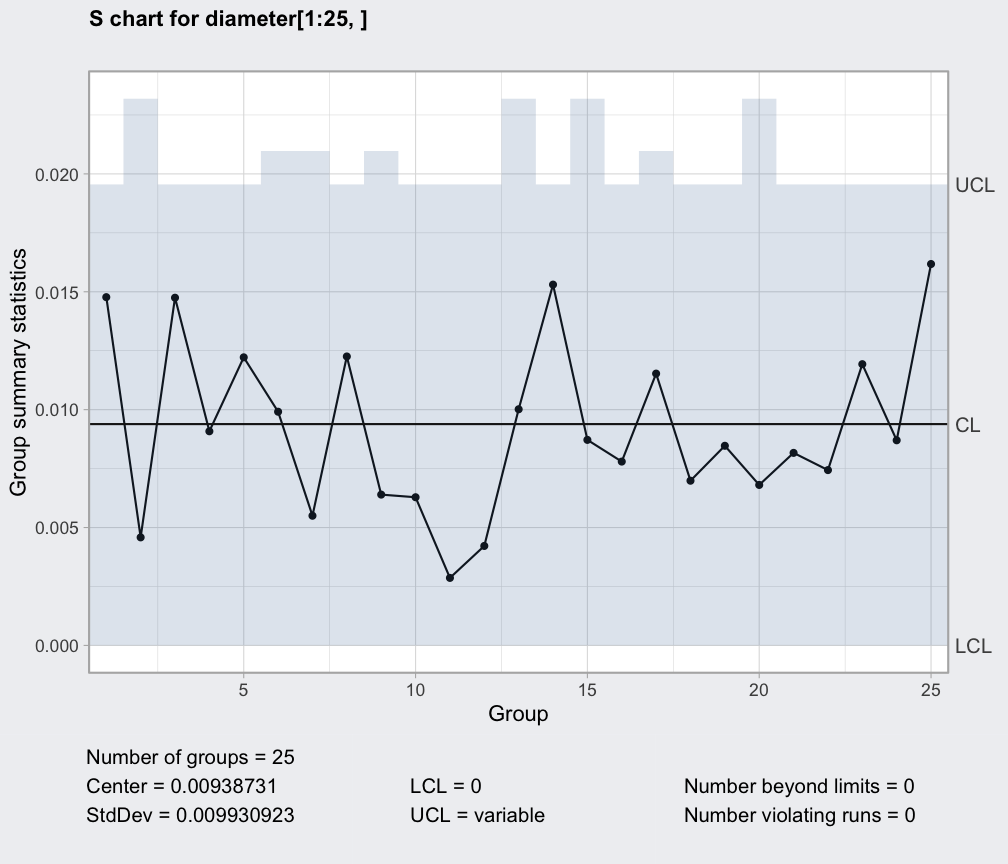 S chart for diameter[1:25, ]
Group summary statistics
0.020
0.015
0.010
0.005
0.000
UCL
CL
LCL
5 10 15 20 25
Group
Number of groups = 25
Center = 0.00938731 LCL = 0 Number beyond limits = 0
StdDev = 0.009930923 UCL = variable Number violating runs = 0